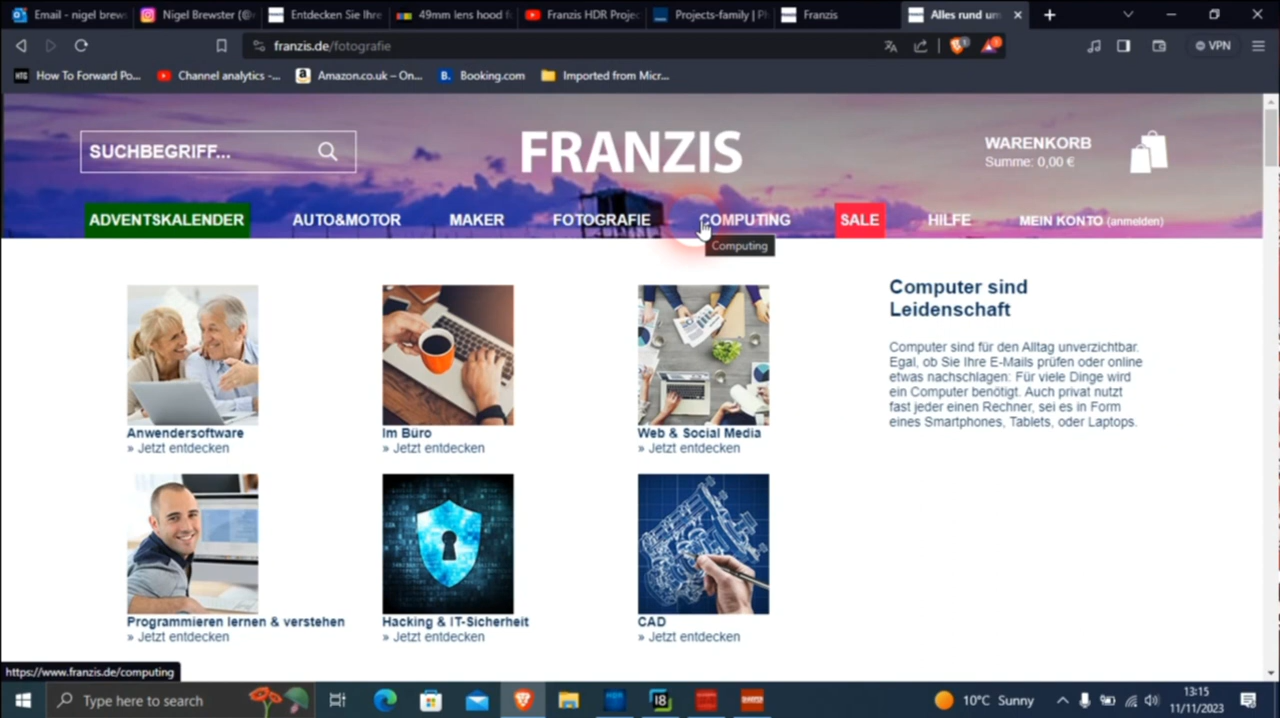 Email - nigel brews
Nigel Brewster (@
Entdecken Sie Ihre
49mm lens hood f
Franzis HDR Projec
Projects-family | Ph
Franzis
Alles rund um
franzis.de/fotografie
VPN
HTG
How To Forward Po...
Channel analytics -...
Amazon.co.uk – On...
B.
Booking.com
Imported from Micr...
SUCHBEGRIFF...
FRANZIS
WARENKORB
Summe: 0,00 €
ADVENTSKALENDER
AUTO&MOTOR
MAKER
FOTOGRAFIE
COMPUTING
SALE
HILFE
MEIN KONTO (anmelden)
Computing
Anwendersoftware
» Jetzt entdecken
Im Büro
» Jetzt entdecken
Web & Social Media
» Jetzt entdecken
Programmieren lernen & verstehen
» Jetzt entdecken
Hacking & IT-Sicherheit
» Jetzt entdecken
CAD
» Jetzt entdecken
Computer sind
Leidenschaft
Computer sind für den Alltag unverzichtbar.
Egal, ob Sie Ihre E-Mails prüfen oder online
etwas nachschlagen: Für viele Dinge wird
ein Computer benötigt. Auch privat nutzt
fast jeder einen Rechner, sei es in Form
eines Smartphones, Tablets, oder Laptops.
https://www.franzis.de/computing
Type here to search
10°C Sunny
13:15
11/11/2023